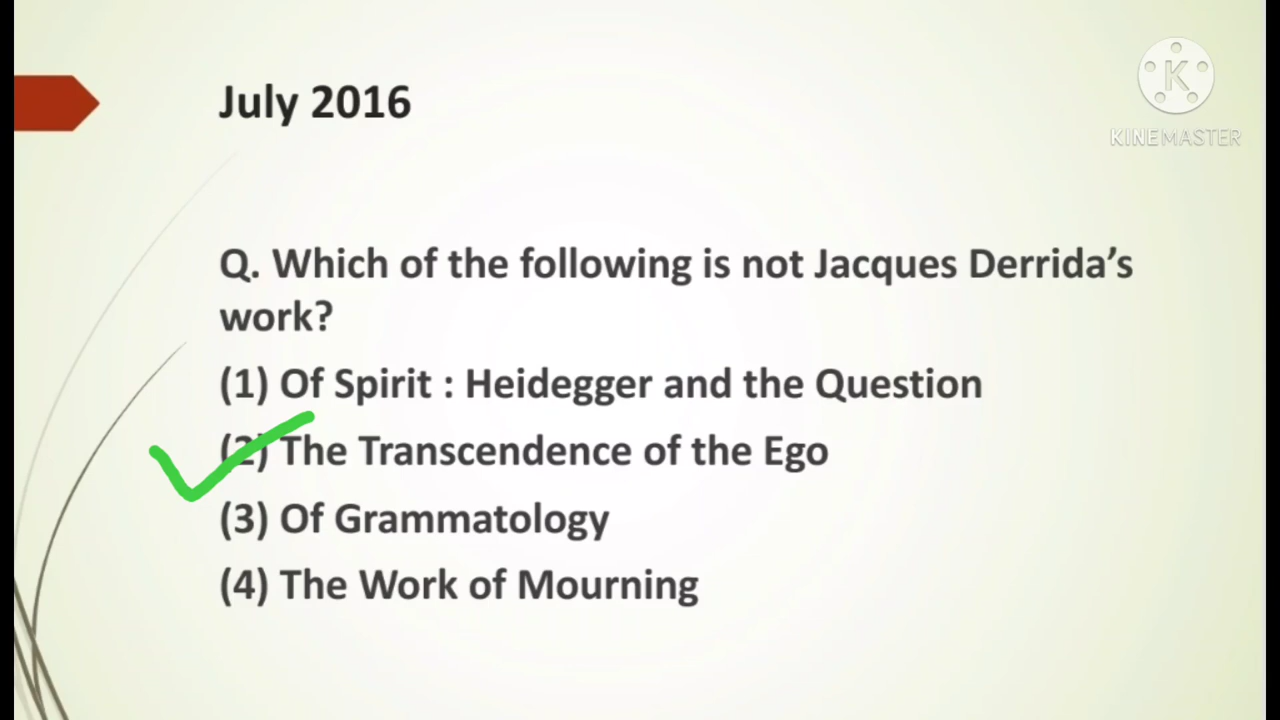 July 2016
K
KINEMASTER
Q. Which of the following is not Jacques Derrida’s
work?
(1) Of Spirit : Heidegger and the Question
(2) The Transcendence of the Ego
(3) Of Grammatology
(4) The Work of Mourning